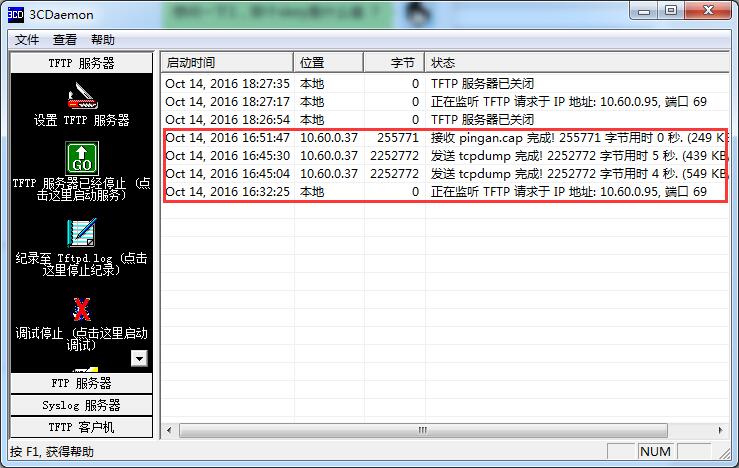 3CD 3CDaemon
文件 查看 帮助
TFTP 服务器
设置 TFTP 服务器
GO
TFTP 服务器已经停止 (点
击这里启动服务)
纪录至 Tftpd.log (点击
这里停止纪录)
调试停止 (点击这里启动
调试)
FTP 服务器
Syslog 服务器
TFTP 客户机
启动时间 位置 字节 状态
Oct 14, 2016 18:27:35 本地 0 TFTP 服务器已关闭
Oct 14, 2016 18:27:17 本地 0 正在监听 TFTP 请求于 IP 地址: 10.60.0.95, 端口 69
Oct 14, 2016 18:26:54 本地 0 TFTP 服务器已关闭
Oct 14, 2016 16:51:47 10.60.0.37 255771 接收 pingan.cap 完成! 255771 字节用时 0 秒. (249 KB
Oct 14, 2016 16:45:30 10.60.0.37 2252772 发送 tcpdump 完成! 2252772 字节用时 5 秒. (439 KB
Oct 14, 2016 16:45:04 10.60.0.37 2252772 发送 tcpdump 完成! 2252772 字节用时 4 秒. (549 KB
Oct 14, 2016 16:32:25 本地 0 正在监听 TFTP 请求于 IP 地址: 10.60.0.95, 端口 69
按 F1, 获得帮助
NUM